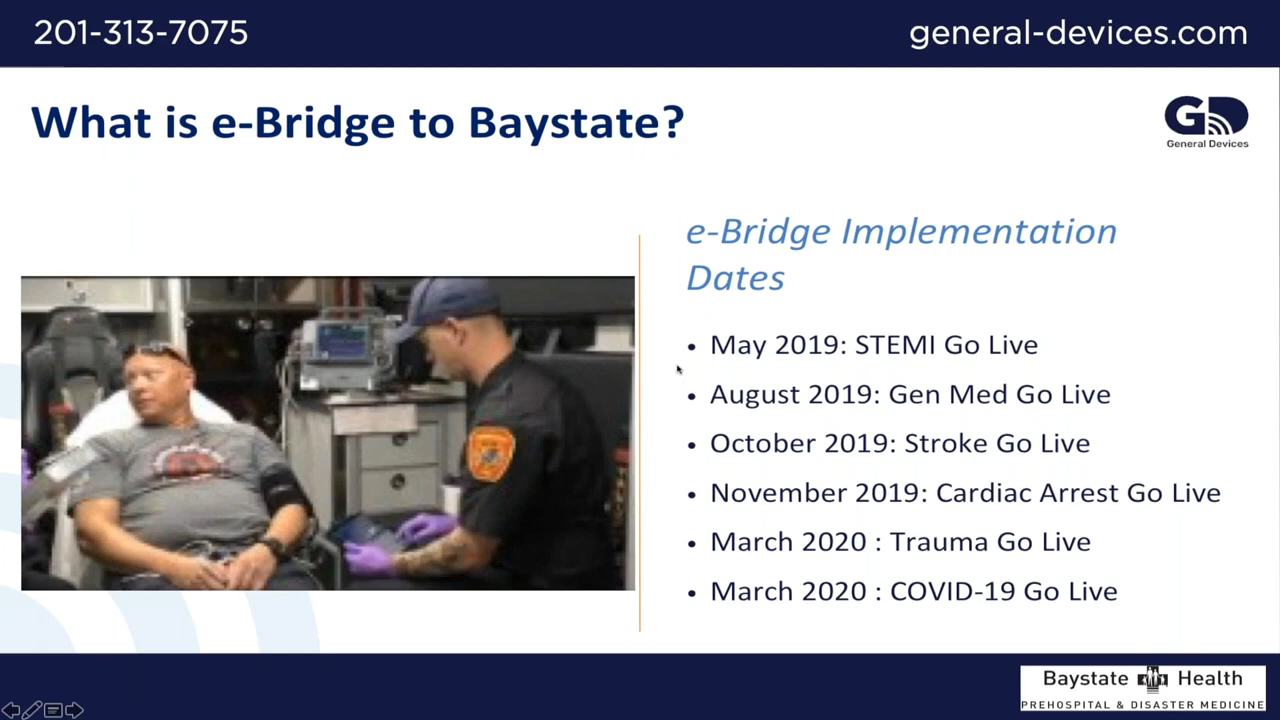 201-313-7075
general-devices.com
What is e-Bridge to Baystate?
GD
General Devices
e-Bridge Implementation
Dates
• May 2019: STEMI Go Live
• August 2019: Gen Med Go Live
• October 2019: Stroke Go Live
• November 2019: Cardiac Arrest Go Live
• March 2020 : Trauma Go Live
• March 2020 : COVID-19 Go Live
Baystate Health
PREHOSPITAL & DISASTER MEDICINE